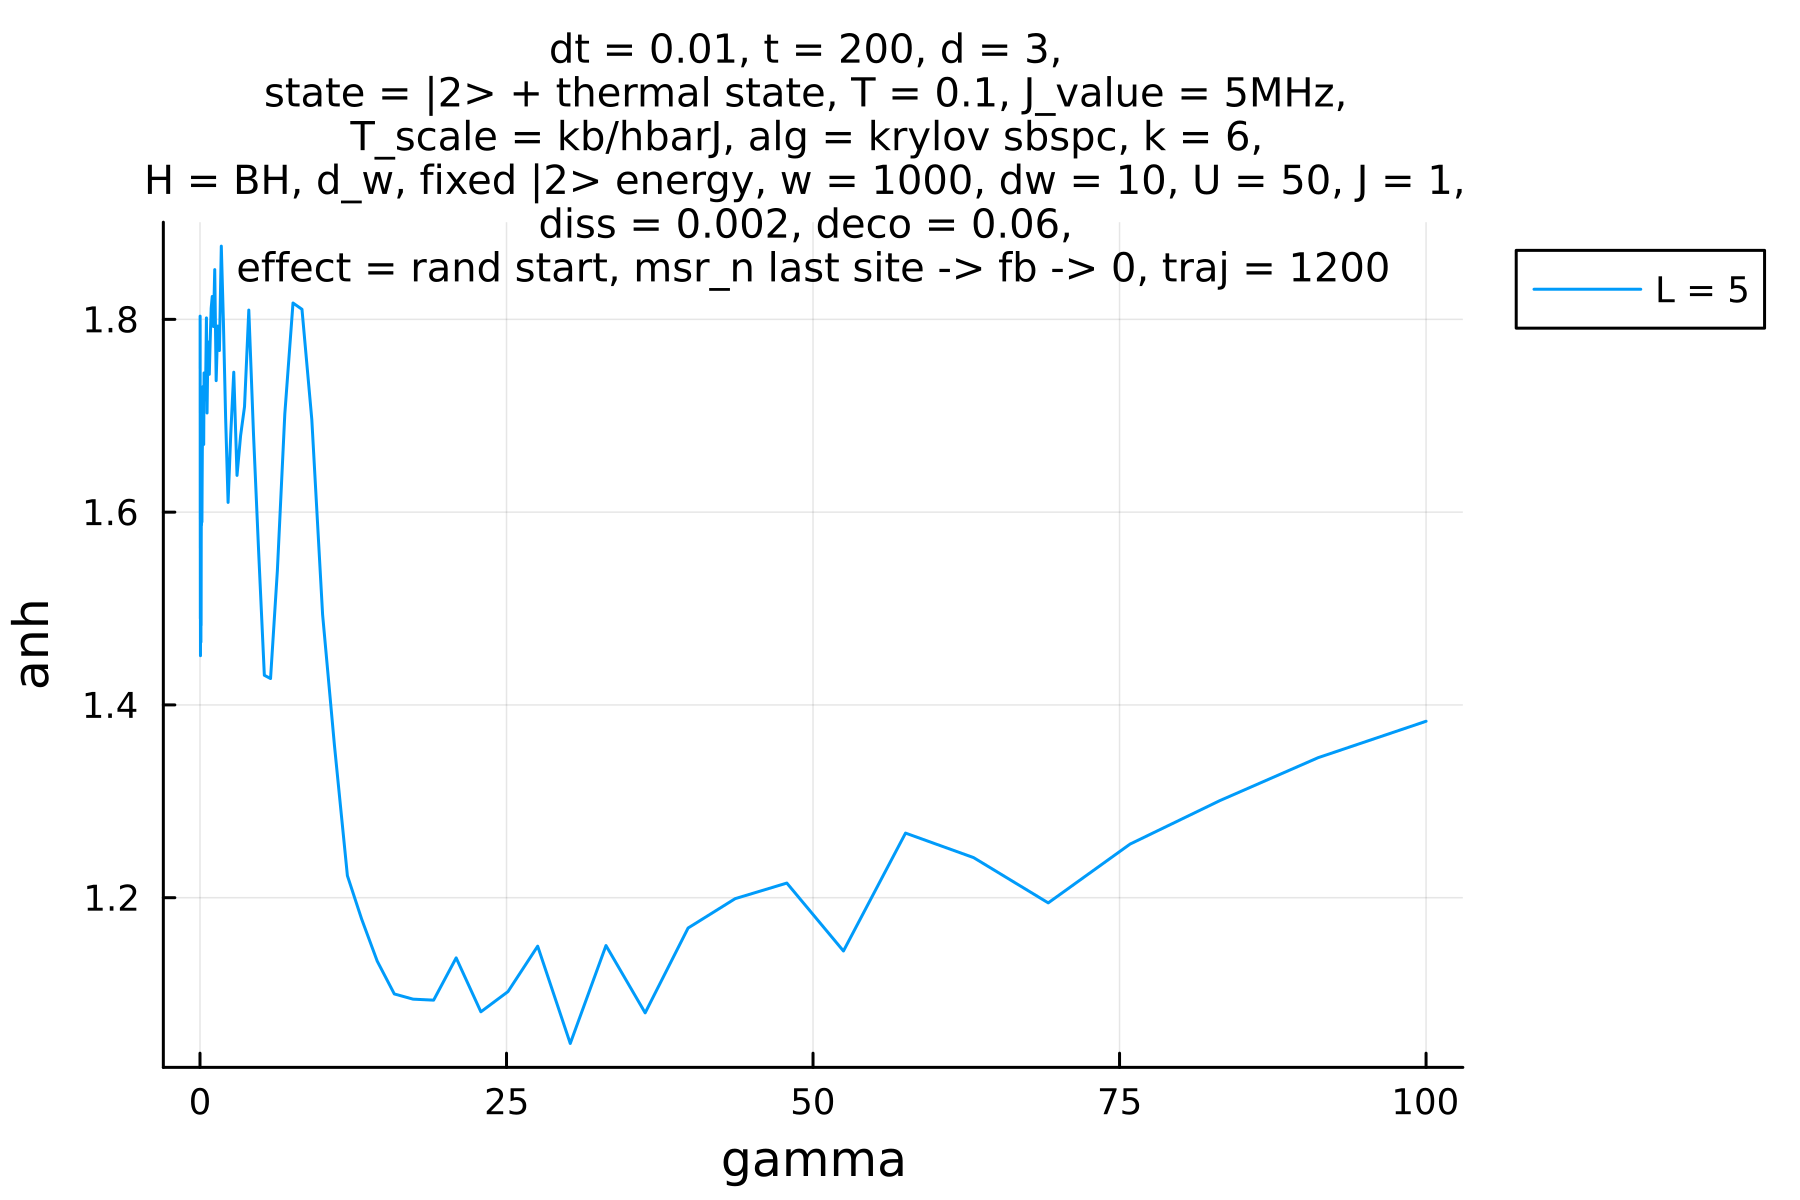 dt = 0.01, t = 200, d = 3,
state = |2> + thermal state, T = 0.1, J_value = 5MHz,
T_scale = kb/hbarJ, alg = krylov sbspc, k = 6,
H = BH, d_w, fixed |2> energy, w = 1000, dw = 10, U = 50, J = 1,
diss = 0.002, deco = 0.06,
effect = rand start, msr_n last site -> fb -> 0, traj = 1200
L = 5
1.8
1.6
1.4
1.2
anh
0 25 50 75 100
gamma